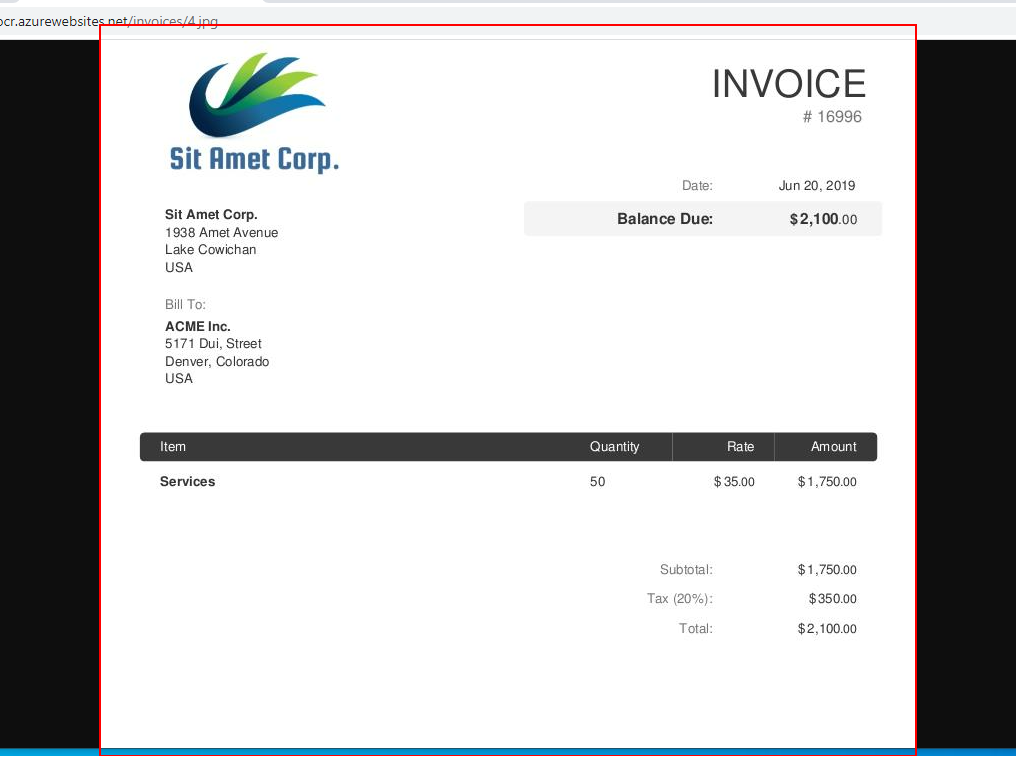 ocr.azurewebsites.net/invoices/4.jpg
Sit Amet Corp.
INVOICE
# 16996
Date: Jun 20, 2019
Balance Due: $2,100.00
Sit Amet Corp.
1938 Amet Avenue
Lake Cowichan
USA
Bill To:
ACME Inc.
5171 Dui, Street
Denver, Colorado
USA
Item Quantity Rate Amount
Services 50 $35.00 $1,750.00
Subtotal: $1,750.00
Tax (20%): $350.00
Total: $2,100.00